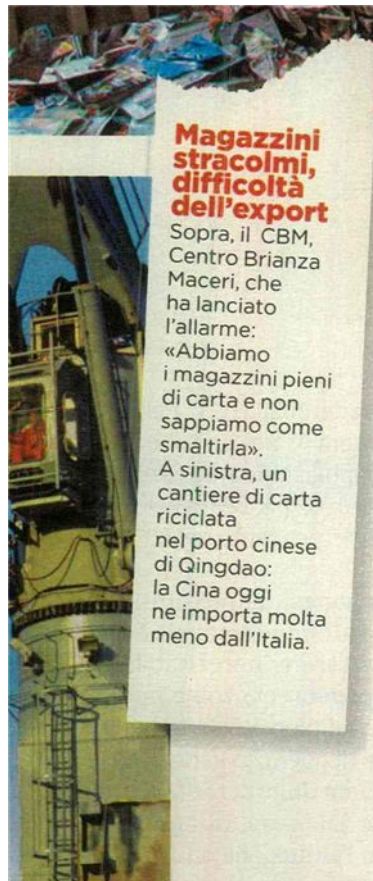 Magazzini
stracolmi,
difficoltà
dell'export
Sopra, il CBM,
Centro Brianza
Maceri, che
ha lanciato
l'allarme:
«Abbiamo
i magazzini pieni
di carta e non
sappiamo come
smaltirla».
A sinistra, un
cantiere di carta
riciclata
nel porto cinese
di Qingdao:
la Cina oggi
ne importa molta
meno dall'Italia.